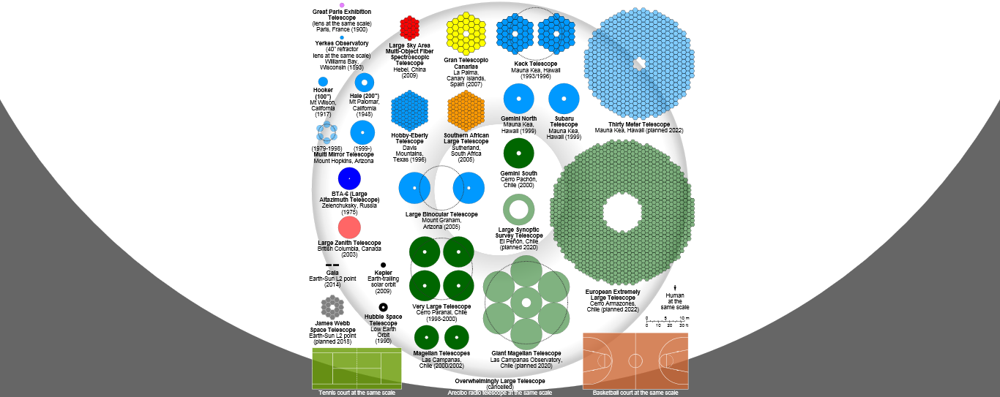 Great Paris Exhibition
Telescope
(lens at the same scale)
Paris, France (1900)
Yerkes Observatory
(40" refractor
lens at the same scale)
Williams Bay,
Wisconsin (1893)
Hooker
(100")
Mt Wilson,
California
(1917)
Hale (200")
Mt Palomar,
California
(1948)
(1979-1998) (1999-)
Multi Mirror Telescope
Mount Hopkins, Arizona
BTA-6 (Large
Altazimuth Telescope)
Zelenchuksky, Russia
(1975)
Large Zenith Telescope
British Columbia, Canada
(2003)
Gaia
Earth-Sun L2 point
(2014)
Kepler
Earth-trailing
solar orbit
(2009)
James Webb
Space Telescope
Earth-Sun L2 point
(planned 2018)
Hubble Space
Telescope
Low Earth
Orbit
(1990)
Tennis court at the same scale
Large Sky Area
Multi-Object Fiber
Spectroscopic
Telescope
Hebei, China
(2009)
Gran Telescopio
Canarias
La Palma,
Canary Islands,
Spain (2007)
Keck Telescope
Mauna Kea, Hawaii
(1993/1996)
Hobby-Eberly
Telescope
Davis
Mountains,
Texas (1996)
Southern African
Large Telescope
Sutherland,
South Africa
(2005)
Gemini North
Mauna Kea,
Hawaii (1999)
Subaru
Telescope
Mauna Kea,
Hawaii (1999)
Gemini South
Cerro Pachón,
Chile (2000)
Large Binocular Telescope
Mount Graham,
Arizona (2005)
Large Synoptic
Survey Telescope
El Peñón, Chile
(planned 2020)
Very Large Telescope
Cerro Paranal, Chile
(1998-2000)
Magellan Telescopes
Las Campanas,
Chile (2000/2002)
Giant Magellan Telescope
Las Campanas Observatory,
Chile (planned 2020)
Overwhelmingly Large Telescope
(cancelled)
Arecibo radio telescope at the same scale
Thirty Meter Telescope
Mauna Kea, Hawaii (planned 2022)
European Extremely
Large Telescope
Cerro Armazones,
Chile (planned 2022)
Human
at the
same scale
0 5 10 m
0 10 20 30 ft
Basketball court at the same scale